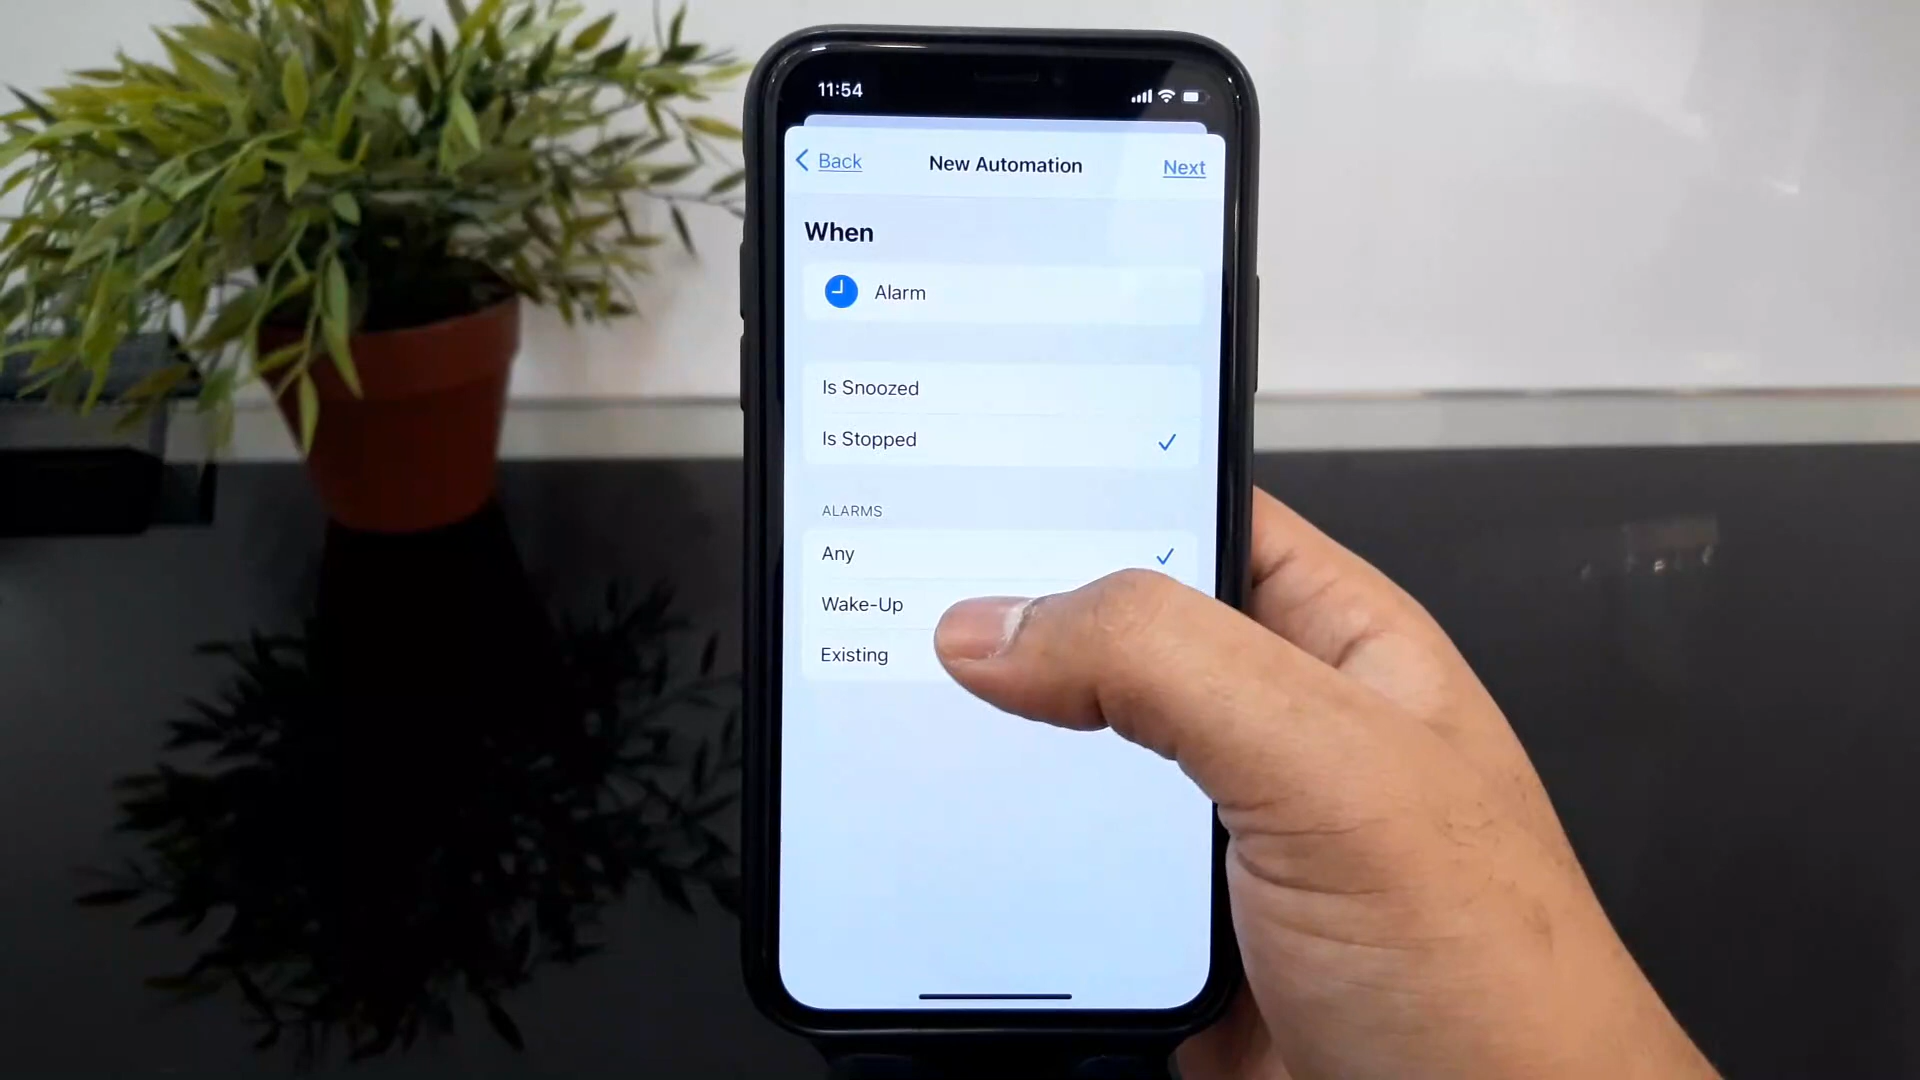 11:54
Back New Automation Next
When
Alarm
Is Snoozed
Is Stopped
ALARMS
Any
Wake-Up
Existing